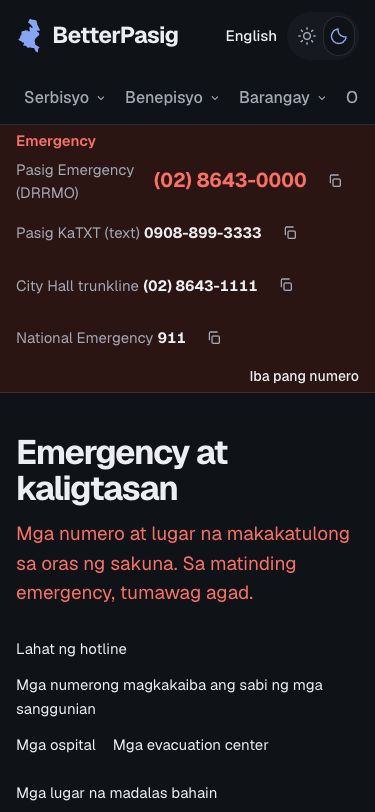 BetterPasig
English
Serbisyo
Benepisyo
Barangay
O
Emergency
Pasig Emergency
(DRRMO)
(02) 8643-0000
Pasig KaTXT (text) 0908-899-3333
City Hall trunkline (02) 8643-1111
National Emergency 911
Iba pang numero
Emergency at
kaligtasan
Mga numero at lugar na makakatulong
sa oras ng sakuna. Sa matinding
emergency, tumawag agad.
Lahat ng hotline
Mga numerong magkakaiba ang sabi ng mga
sanggunian
Mga ospital
Mga evacuation center
Mga lugar na madalas bahain